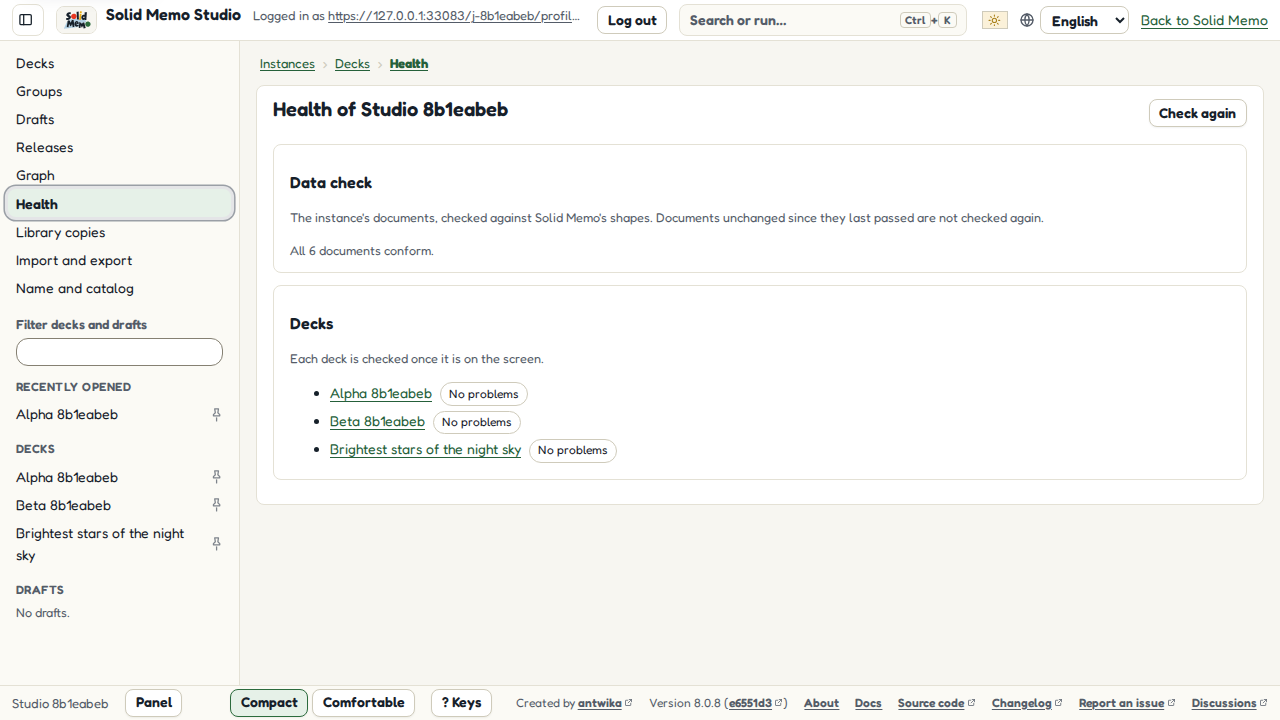 Solid Memo
Solid Memo Studio
Logged in as https://127.0.0.1:33083/j-8b1eabeb/profil...
Log out
Search or run...
Ctrl+K
English
Back to Solid Memo
Decks
Groups
Drafts
Releases
Graph
Health
Library copies
Import and export
Name and catalog
Filter decks and drafts
RECENTLY OPENED
Alpha 8b1eabeb
DECKS
Alpha 8b1eabeb
Beta 8b1eabeb
Brightest stars of the night
sky
DRAFTS
No drafts.
Instances › Decks › Health
Health of Studio 8b1eabeb
Check again
Data check
The instance's documents, checked against Solid Memo's shapes. Documents unchanged since they last passed are not checked again.
All 6 documents conform.
Decks
Each deck is checked once it is on the screen.
Alpha 8b1eabeb No problems
Beta 8b1eabeb No problems
Brightest stars of the night sky No problems
Studio 8b1eabeb
Panel
Compact
Comfortable
? Keys
Created by antwika
Version 8.0.8 (e6551d3)
About
Docs
Source code
Changelog
Report an issue
Discussions